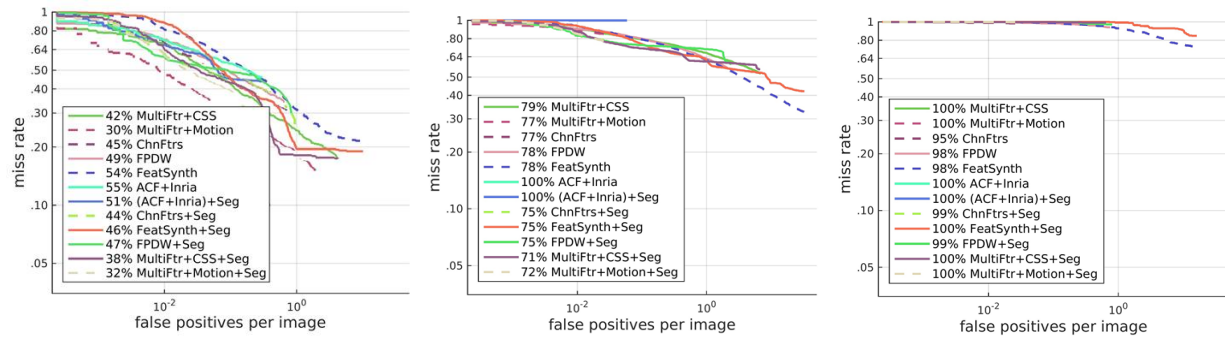 1
.80
.64
.50
.40
.30
.20
.10
.05
miss rate
42% MultiFtr+CSS
30% MultiFtr+Motion
45% ChnFtrs
49% FPDW
54% FeatSynth
55% ACF+Inria
51% (ACF+Inria)+Seg
44% ChnFtrs+Seg
46% FeatSynth+Seg
47% FPDW+Seg
38% MultiFtr+CSS+Seg
32% MultiFtr+Motion+Seg
10^-2
10^0
false positives per image
1
.80
.64
.50
.40
.30
.20
.10
.05
miss rate
79% MultiFtr+CSS
77% MultiFtr+Motion
77% ChnFtrs
78% FPDW
78% FeatSynth
100% ACF+Inria
100% (ACF+Inria)+Seg
75% ChnFtrs+Seg
75% FeatSynth+Seg
75% FPDW+Seg
71% MultiFtr+CSS+Seg
72% MultiFtr+Motion+Seg
10^-2
10^0
false positives per image
1
.80
.64
.50
.40
.30
.20
.10
.05
miss rate
100% MultiFtr+CSS
100% MultiFtr+Motion
95% ChnFtrs
98% FPDW
98% FeatSynth
100% ACF+Inria
100% (ACF+Inria)+Seg
99% ChnFtrs+Seg
100% FeatSynth+Seg
99% FPDW+Seg
100% MultiFtr+CSS+Seg
100% MultiFtr+Motion+Seg
10^-2
10^0
false positives per image